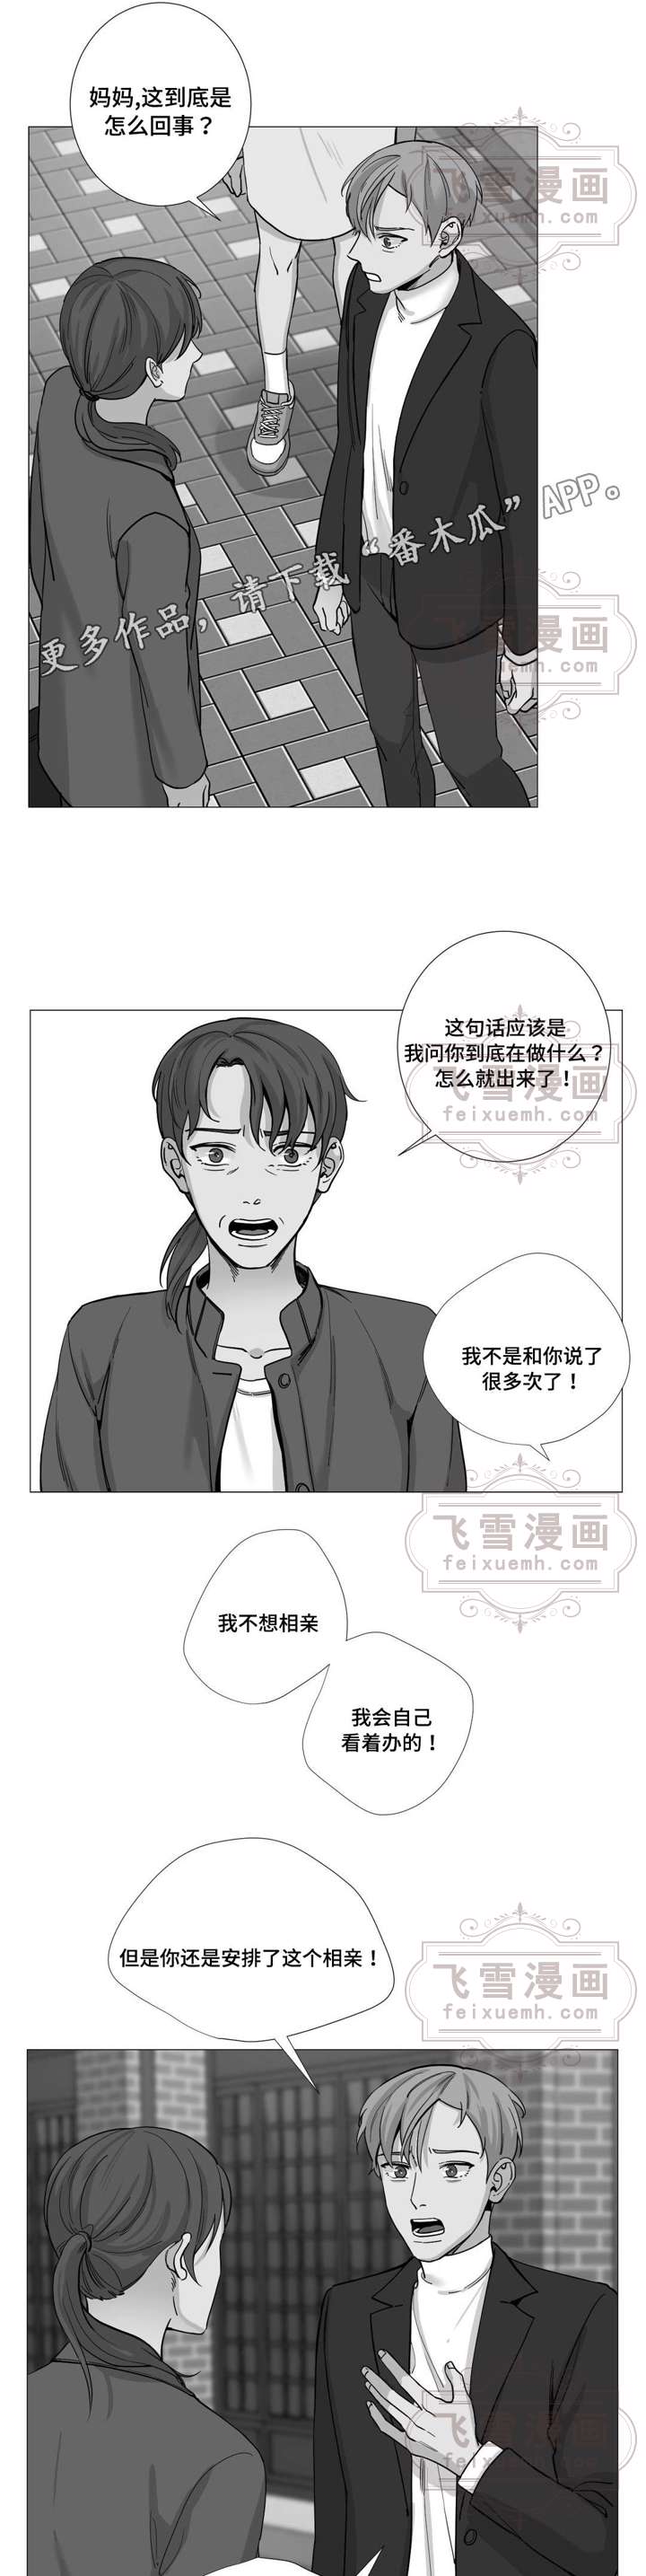 妈妈,这到底是
怎么回事？
飞雪漫画
feixuemh.com
更多作品，请下载“番木瓜”APP。
飞雪漫画
feixuemh.com
这句话应该是
我问你到底在做什么？
怎么就出来了！
飞雪漫画
feixuemh.com
我不是和你说了
很多次了！
飞雪漫画
feixuemh.com
我不想相亲
我会自己
看着办的！
但是你还是安排了这个相亲！
飞雪漫画
feixuemh.com
飞雪漫画
feixuemh.com